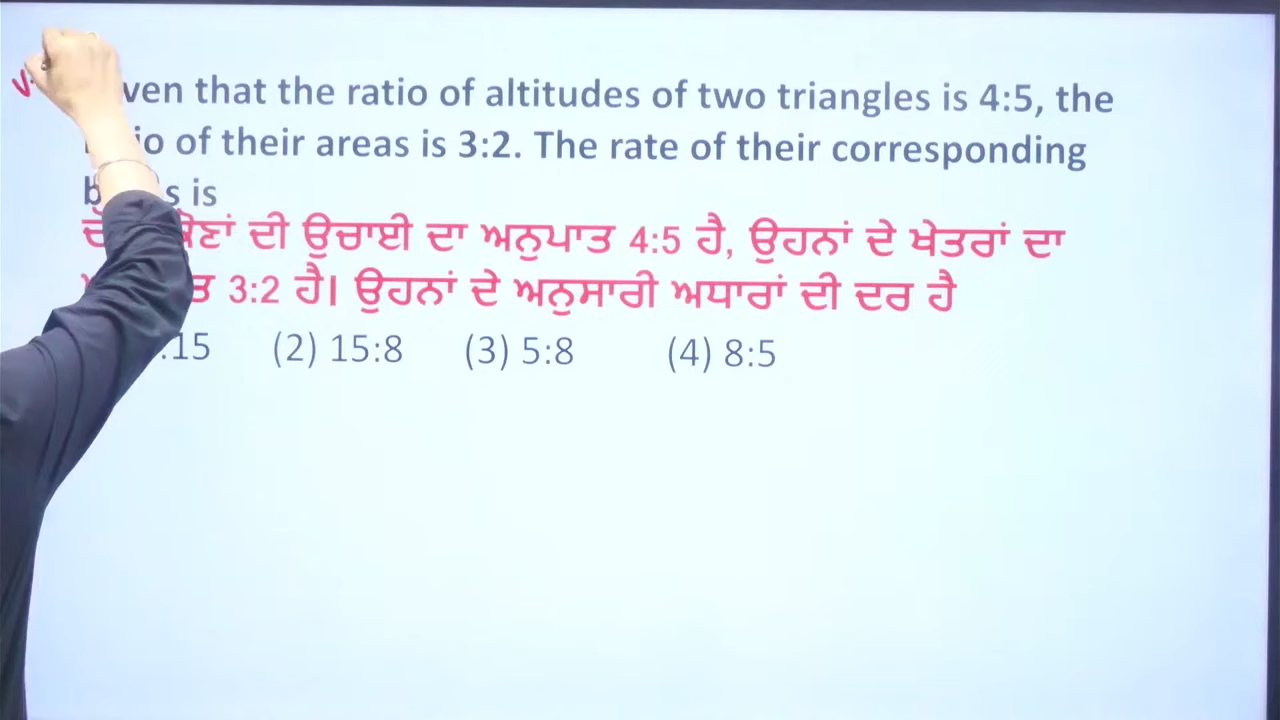 ven that the ratio of altitudes of two triangles is 4:5, the
io of their areas is 3:2. The rate of their corresponding
s is
ਦੀ ਉਚਾਈ ਦਾ ਅਨੁਪਾਤ 4:5 ਹੈ, ਉਹਨਾਂ ਦੇ ਖੇਤਰਾਂ ਦਾ
3:2 ਹੈ। ਉਹਨਾਂ ਦੇ ਅਨੁਸਾਰੀ ਅਧਾਰਾਂ ਦੀ ਦਰ ਹੈ
:15 (2) 15:8 (3) 5:8 (4) 8:5